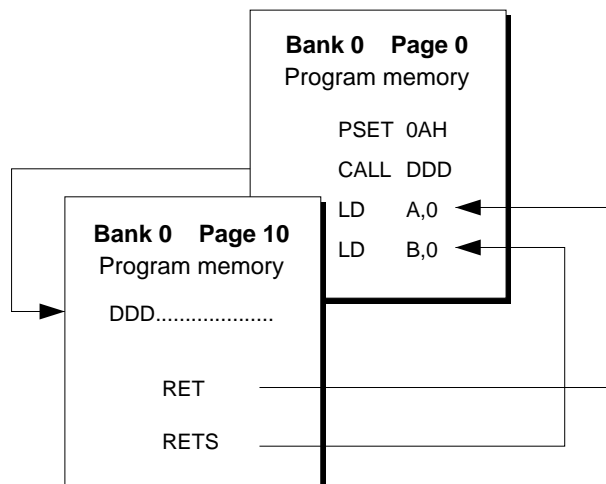 Bank 0 Page 0
Program memory
PSET 0AH
CALL DDD
LD A,0
LD B,0
Bank 0 Page 10
Program memory
DDD....................
RET
RETS